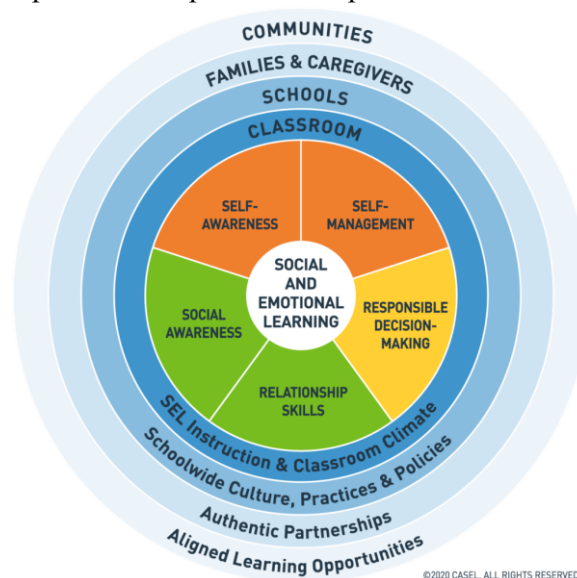 COMMUNITIES
FAMILIES & CAREGIVERS
SCHOOLS
CLASSROOM
SELF-
AWARENESS
SELF-
MANAGEMENT
SOCIAL
AND
EMOTIONAL
LEARNING
SOCIAL
AWARENESS
RESPONSIBLE
DECISION-
MAKING
RELATIONSHIP
SKILLS
SEL Instruction & Classroom Climate
Schoolwide Culture, Practices & Policies
Authentic Partnerships
Aligned Learning Opportunities
©2020 CASEL. ALL RIGHTS RESERVED